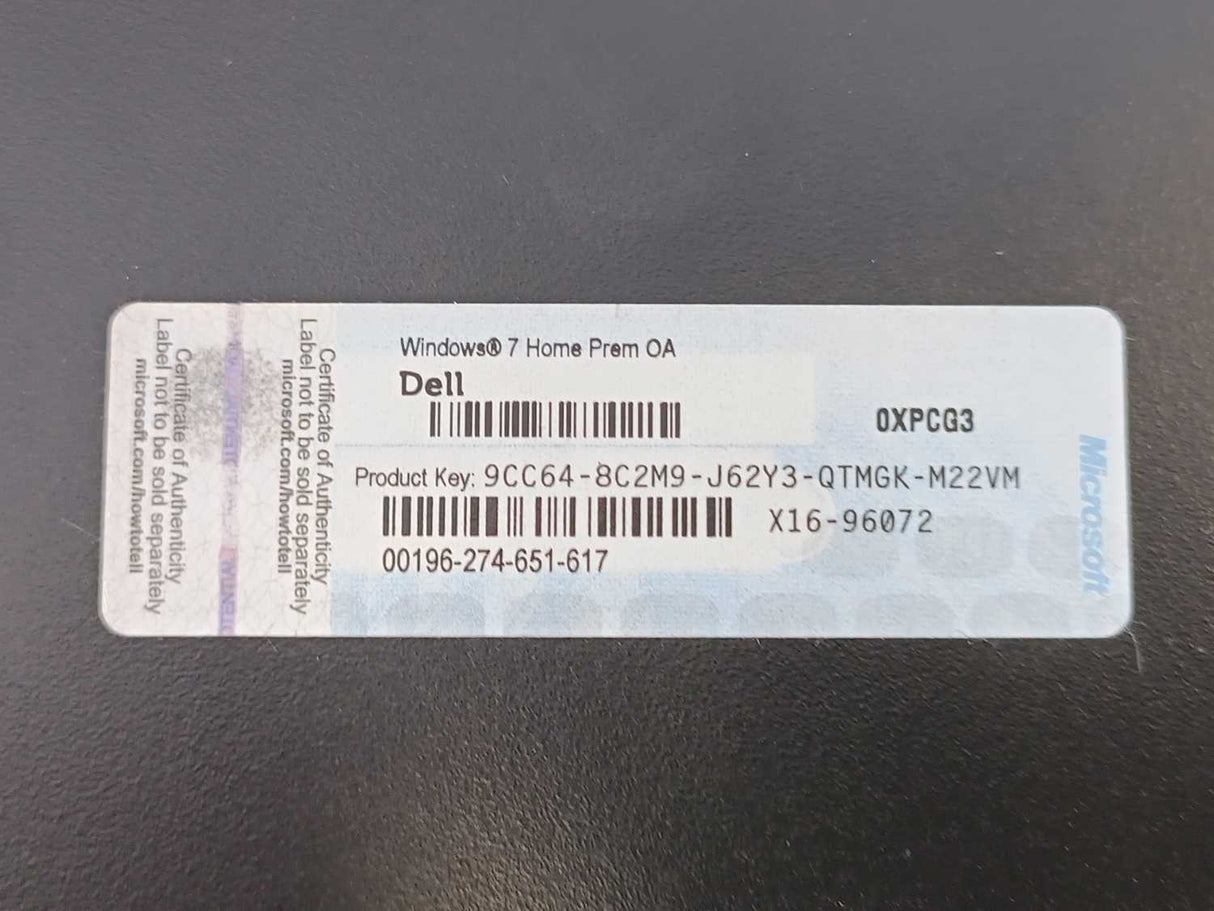 Certificate of Authenticity
Label not to be sold separately
microsoft.com/howtotell
Certificate of Authenticity
Label not to be sold separately
microsoft.com/howtotell
Windows® 7 Home Prem OA
Dell
0XPCG3
Product Key: 9CC64-8C2M9-J62Y3-QTMGK-M22VM
X16-96072
00196-274-651-617
Microsoft